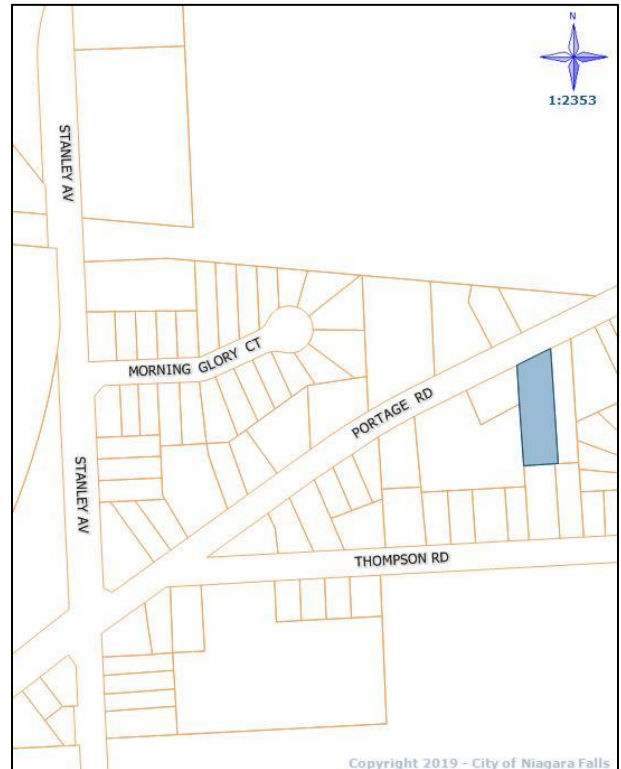 N
1:2353
STANLEY AV
MORNING GLORY CT
PORTAGE RD
STANLEY AV
THOMPSON RD
Copyright 2019 - City of Niagara Falls